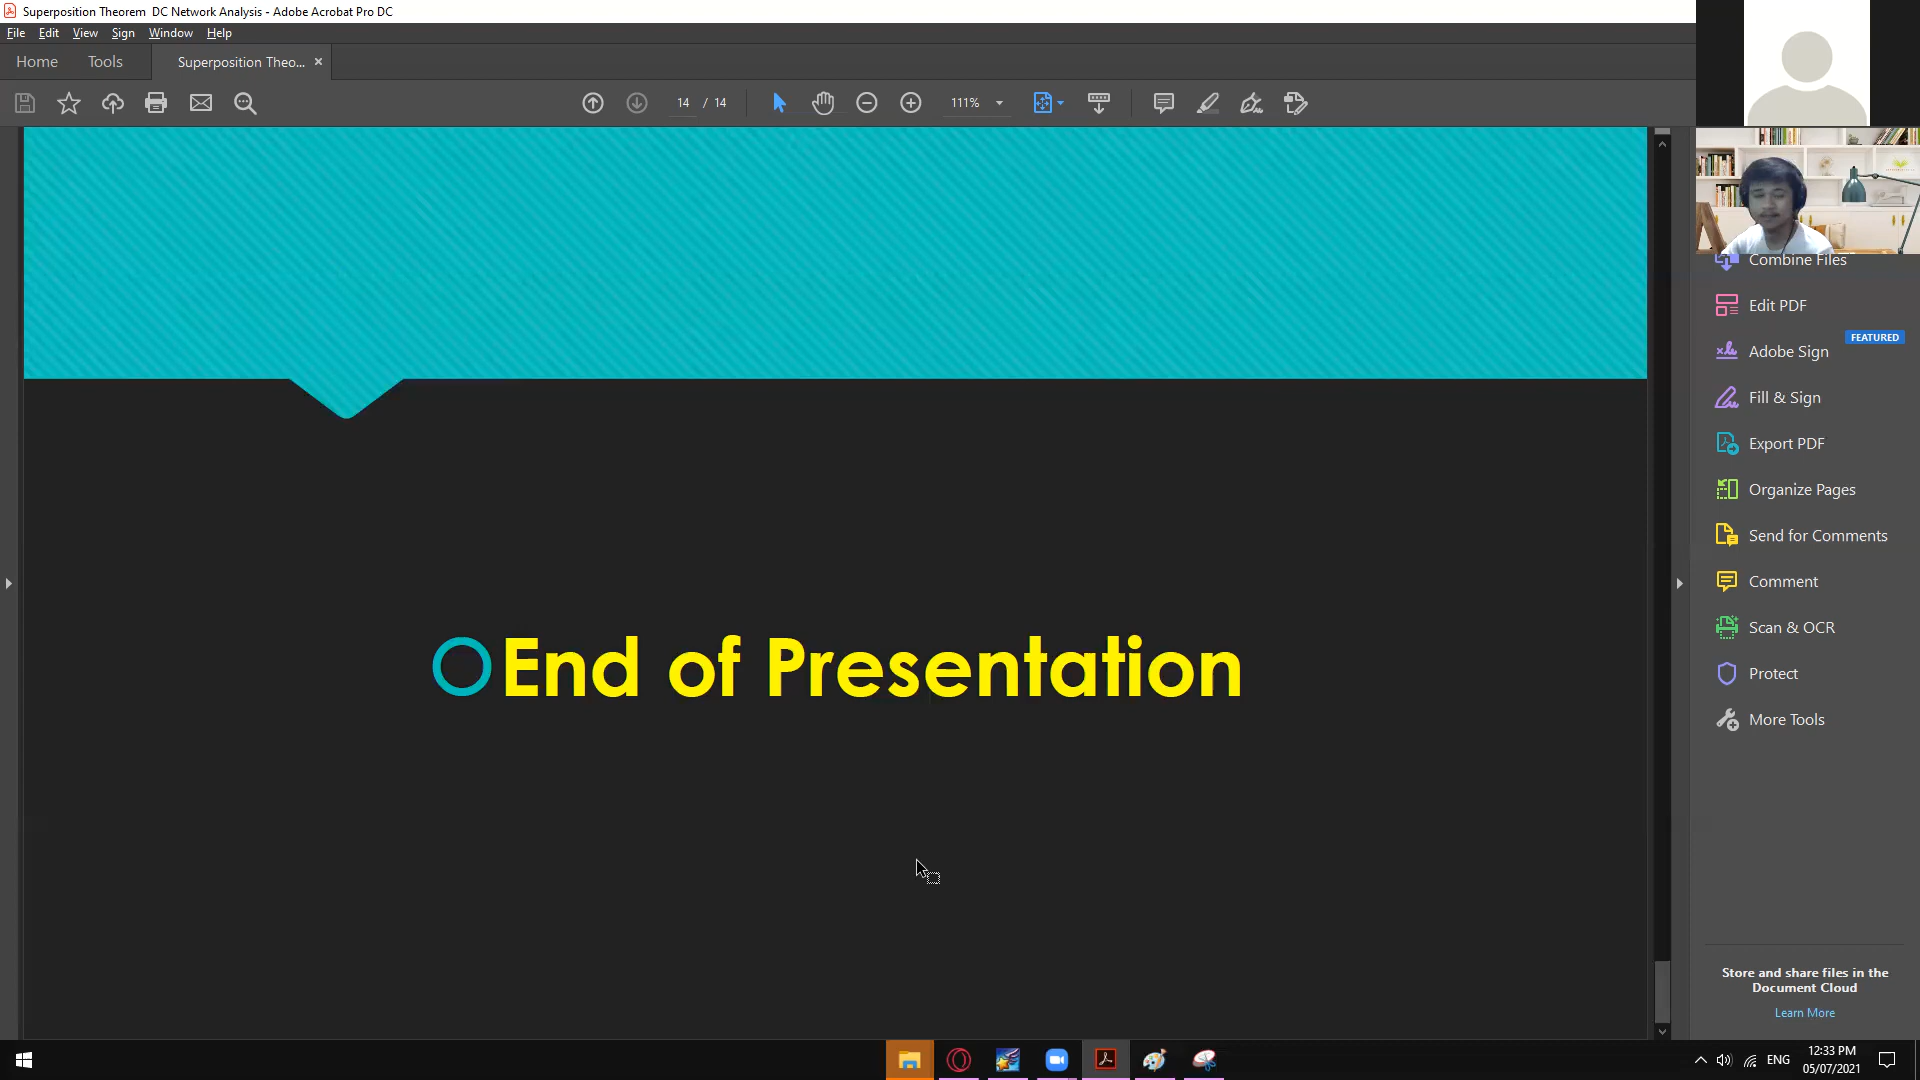 Superposition Theorem  DC Network Analysis - Adobe Acrobat Pro DC
File Edit View Sign Window Help
Home Tools Superposition Theo... ×
14 / 14 111%
Combine Files
Edit PDF
FEATURED
Adobe Sign
Fill & Sign
Export PDF
Organize Pages
Send for Comments
Comment
Scan & OCR
Protect
More Tools
End of Presentation
Store and share files in the
Document Cloud
Learn More
ENG
12:33 PM
05/07/2021